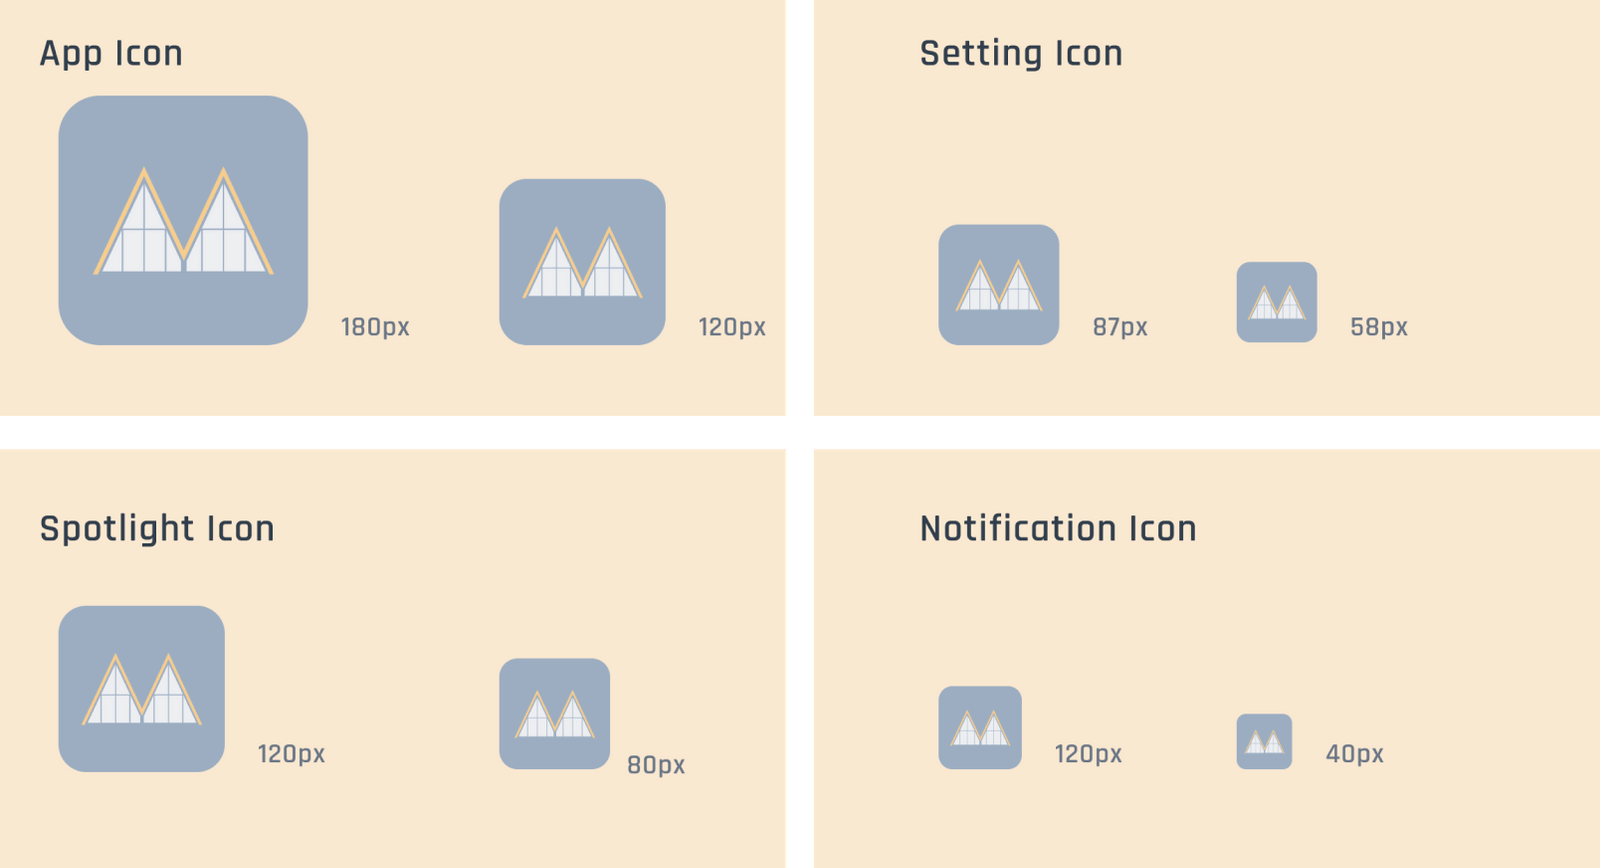 App Icon
180px
120px
Setting Icon
87px
58px
Spotlight Icon
120px
80px
Notification Icon
120px
40px